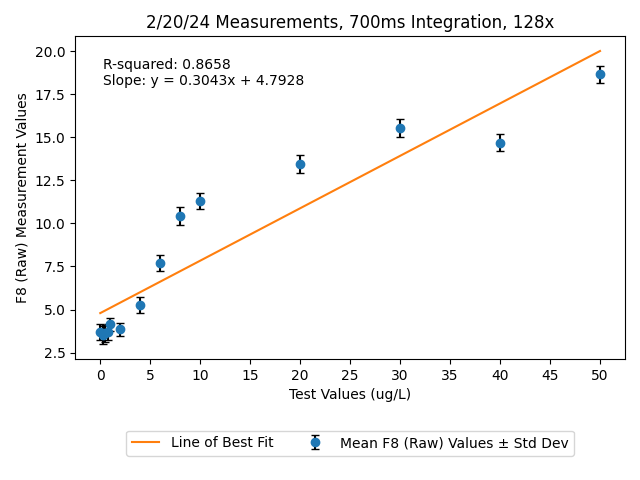 2/20/24 Measurements, 700ms Integration, 128x
R-squared: 0.8658
Slope: y = 0.3043x + 4.7928
F8 (Raw) Measurement Values
20.0
17.5
15.0
12.5
10.0
7.5
5.0
2.5
0 5 10 15 20 25 30 35 40 45 50
Test Values (ug/L)
Line of Best Fit Mean F8 (Raw) Values ± Std Dev